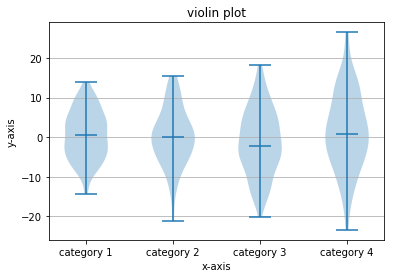 violin plot
y-axis
20
10
0
−10
−20
category 1 category 2 category 3 category 4
x-axis